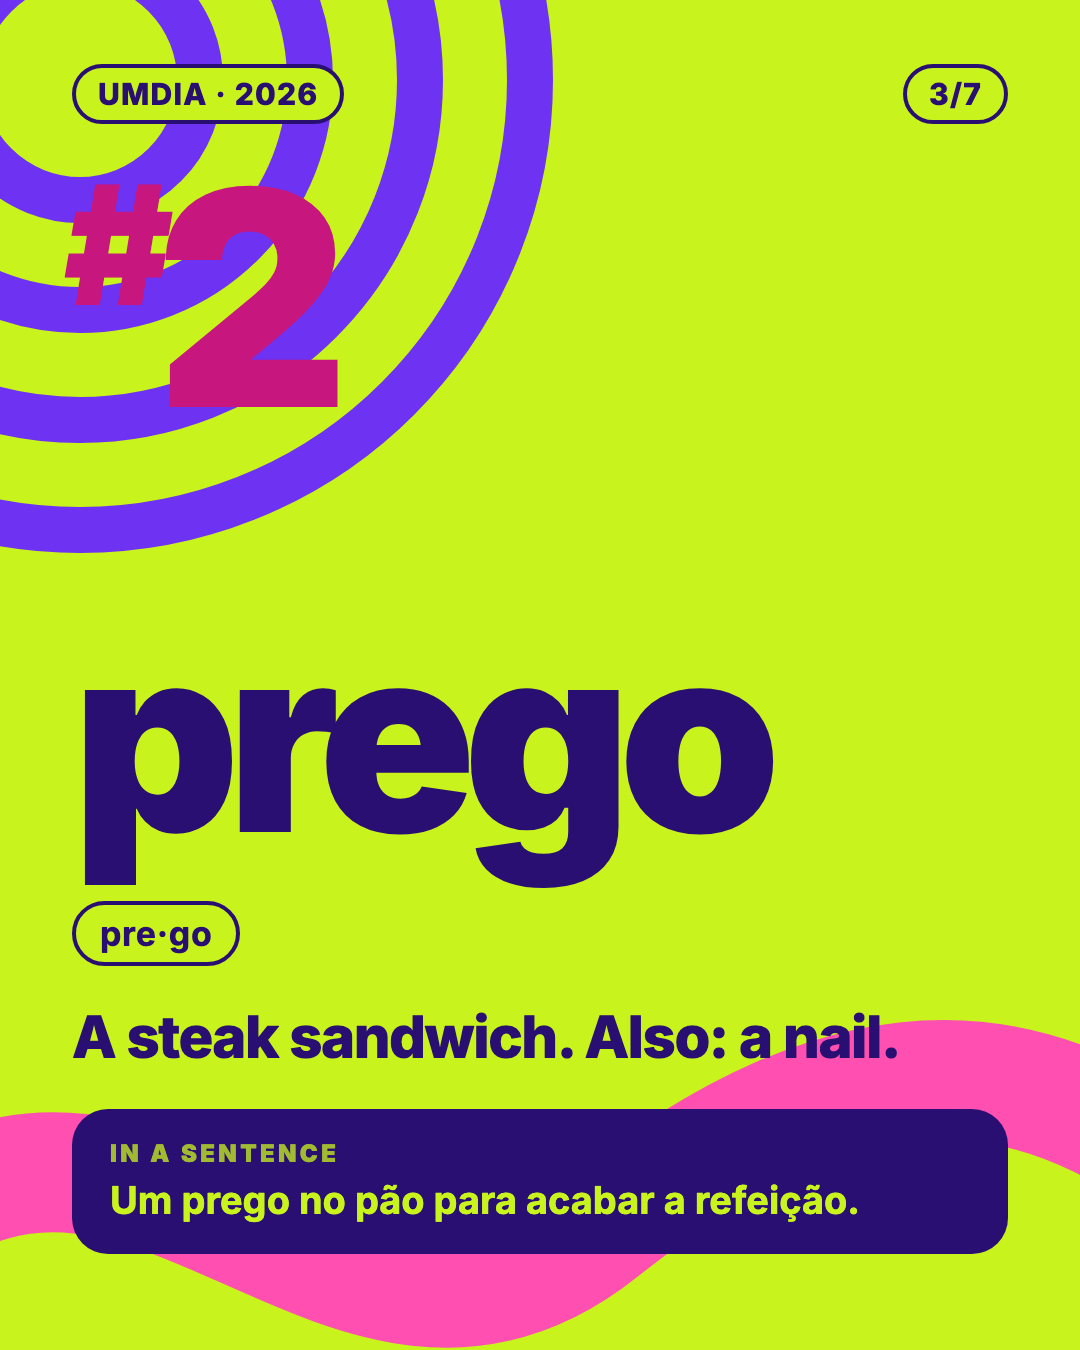 UMDIA · 2026
3/7
#2
prego
pre·go
A steak sandwich. Also: a nail.
IN A SENTENCE
Um prego no pão para acabar a refeição.